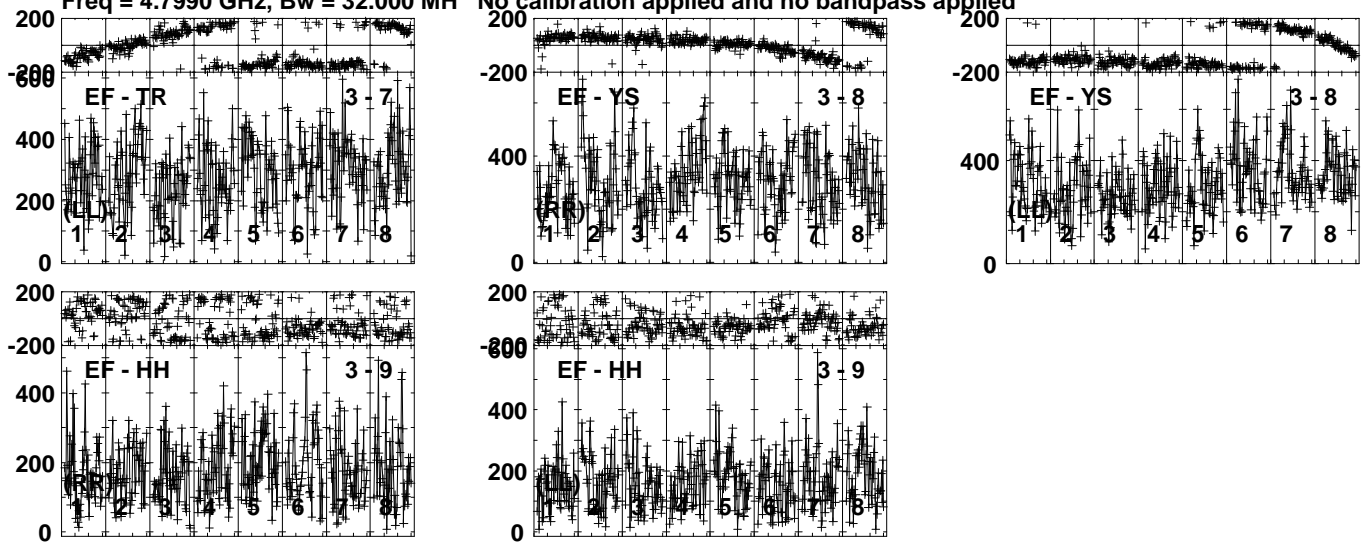 Freq = 4.7990 GHz, Bw = 32.000 MH No calibration applied and no bandpass applied
200
-200
600
EF - TR 3 - 7
400
300
200
(LL)
1 2 3 4 5 6 7 8
0
200
-200
EF - YS 3 - 8
400
(RR)
1 2 3 4 5 6 7 8
0
200
-200
EF - YS 3 - 8
400
(LL)
1 2 3 4 5 6 7 8
0
200
-200
EF - HH 3 - 9
400
200
(RR)
1 2 3 4 5 6 7 8
0
200
-200
600
EF - HH 3 - 9
400
200
(LL)
1 2 3 4 5 6 7 8
0